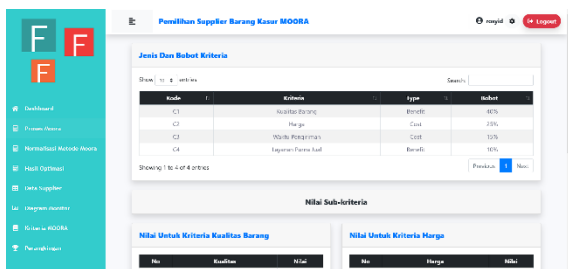 F F
F
Dashboard
Proses Moora
Normalisasi Metode Moora
Hasil Optimasi
Data Supplier
Diagram monitor
Kriteria MOORA
Perangkingan
Pemilihan Supplier Barang Kasur MOORA
rosyid
Logout
Jenis Dan Bobot Kriteria
Show 10 entries
Search:
Kode Kriteria Type Bobot
C1 Kualitas Barang Benefit 40%
C2 Harga Cost
C3 Waktu Pengiriman Cost 15%
C4 Layanan Purna Jual Benefit 10%
Showing 1 to 4 of 4 entries
Previous 1 Next
Nilai Sub-kriteria
Nilai Untuk Kriteria Kualitas Barang
No Kualitas Nilai
Nilai Untuk Kriteria Harga
No Harga Nilai